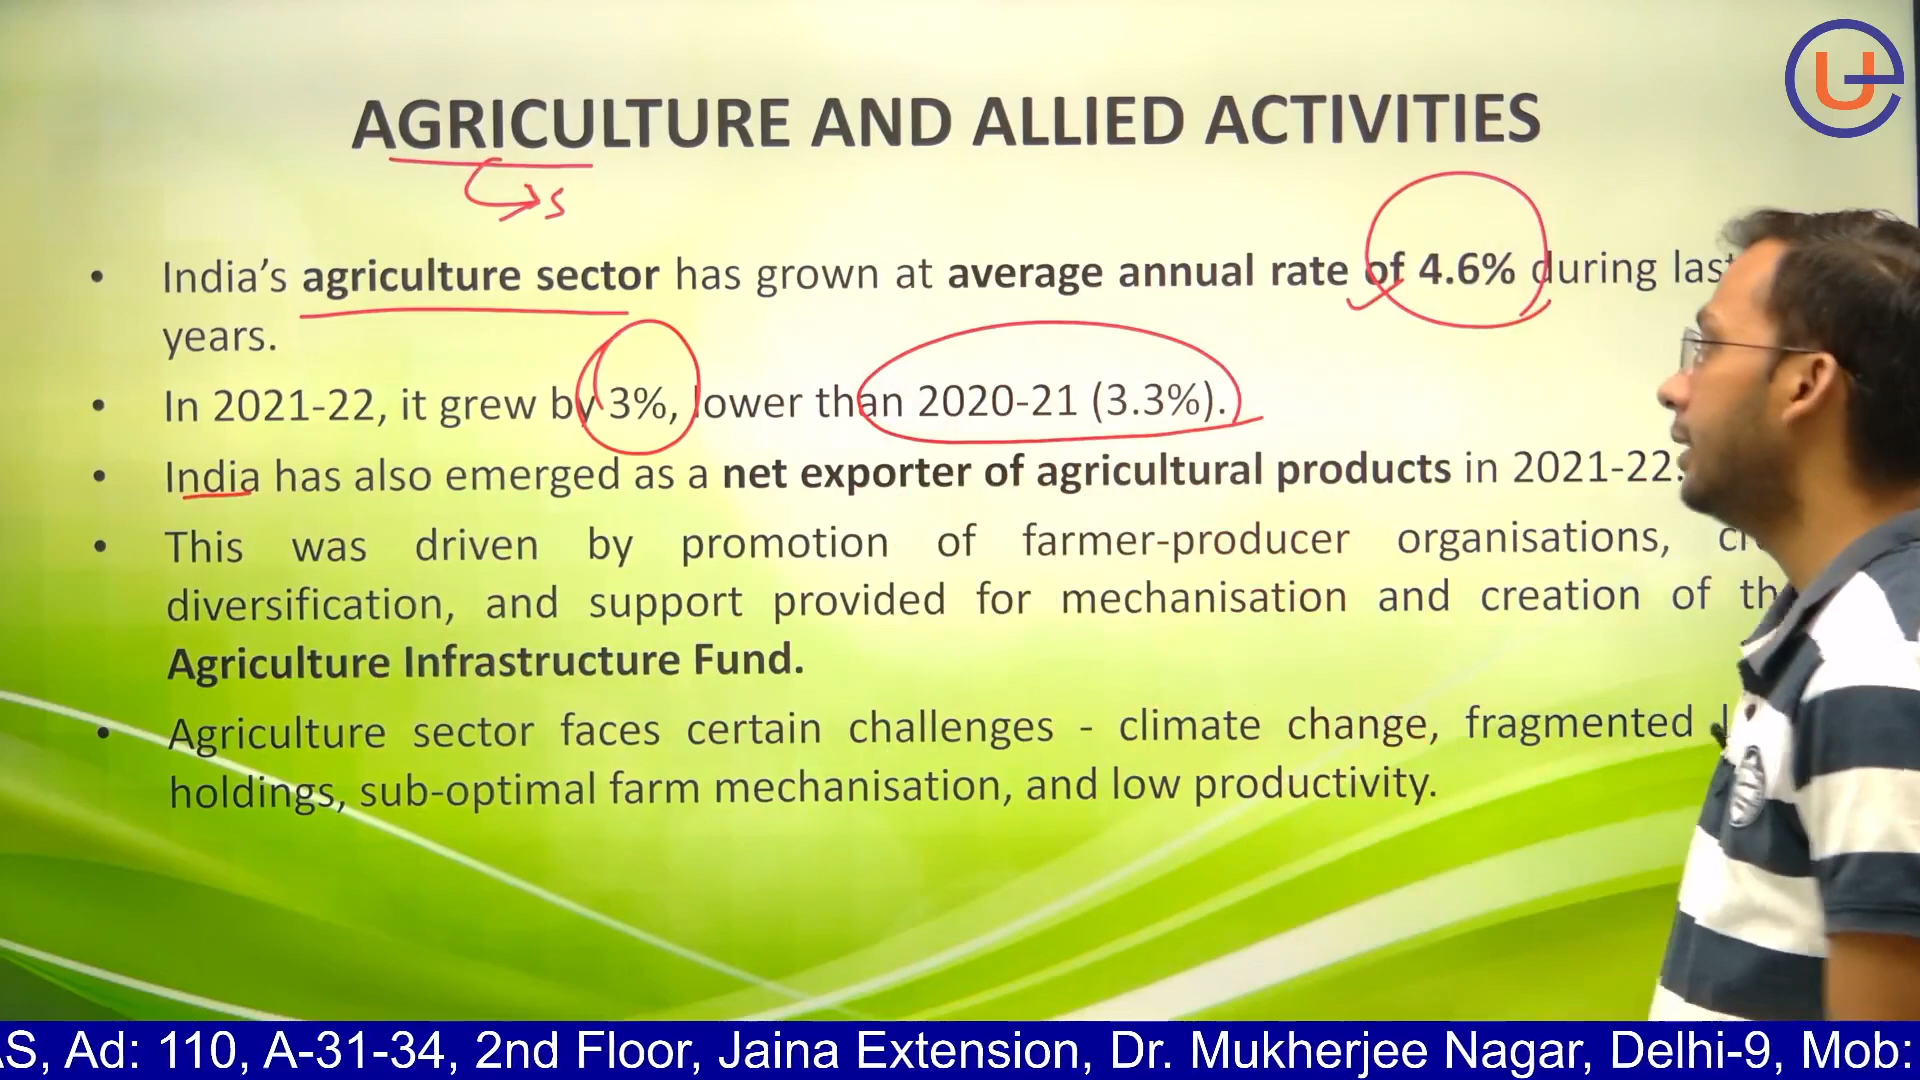 AGRICULTURE AND ALLIED ACTIVITIES
s
• India's agriculture sector has grown at average annual rate of 4.6% during last
years.
• In 2021-22, it grew by 3%, lower than 2020-21 (3.3%).
• India has also emerged as a net exporter of agricultural products in 2021-22.
• This was driven by promotion of farmer-producer organisations,
diversification, and support provided for mechanisation and creation of
Agriculture Infrastructure Fund.
• Agriculture sector faces certain challenges - climate change, fragmented
holdings, sub-optimal farm mechanisation, and low productivity.
Ad: 110, A-31-34, 2nd Floor, Jaina Extension, Dr. Mukherjee Nagar, Delhi-9, Mob: